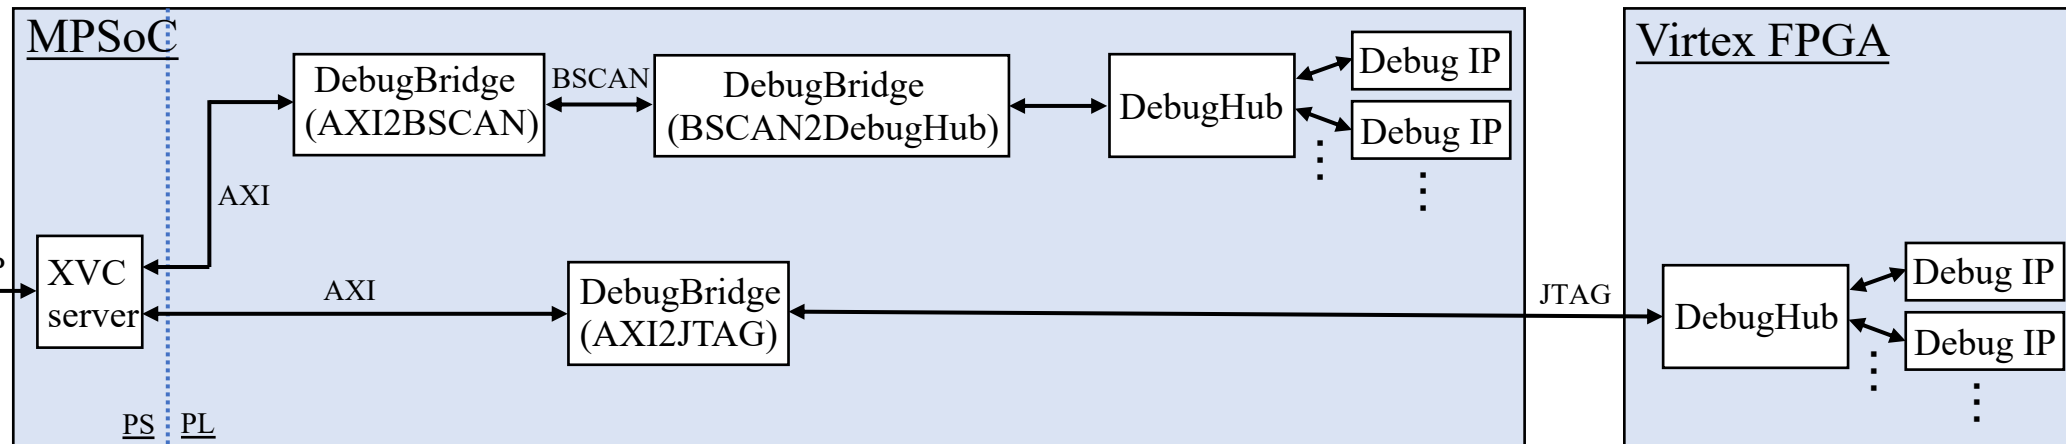 MPSoC
Virtex FPGA
DebugBridge
(AXI2BSCAN)
BSCAN
DebugBridge
(BSCAN2DebugHub)
DebugHub
Debug IP
Debug IP
AXI
XVC
server
AXI
DebugBridge
(AXI2JTAG)
JTAG
DebugHub
Debug IP
Debug IP
PS
PL